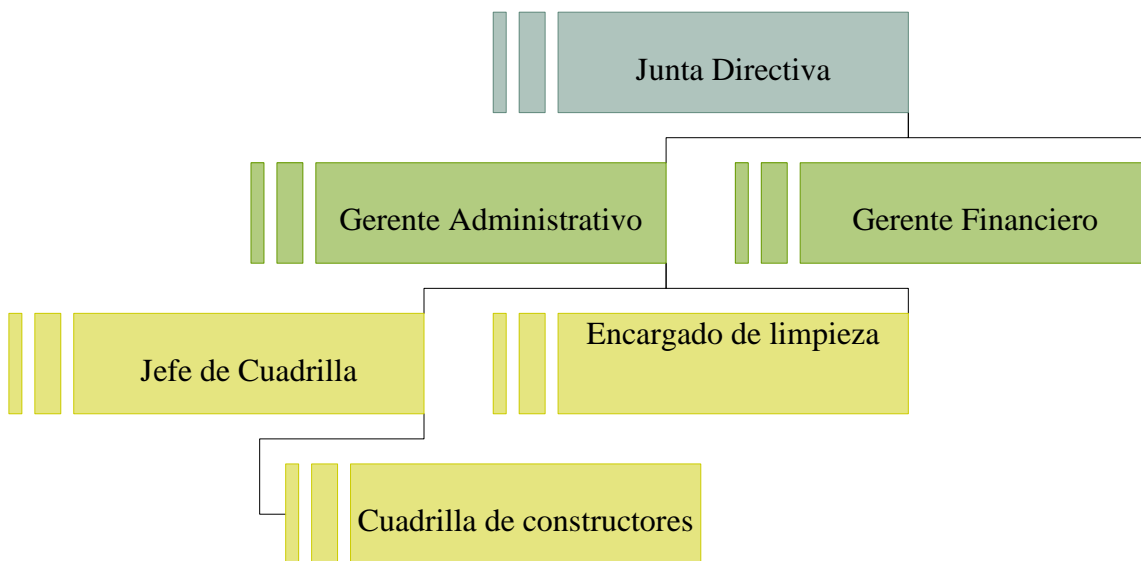 Junta Directiva
Gerente Administrativo
Gerente Financiero
Jefe de Cuadrilla
Encargado de limpieza
Cuadrilla de constructores